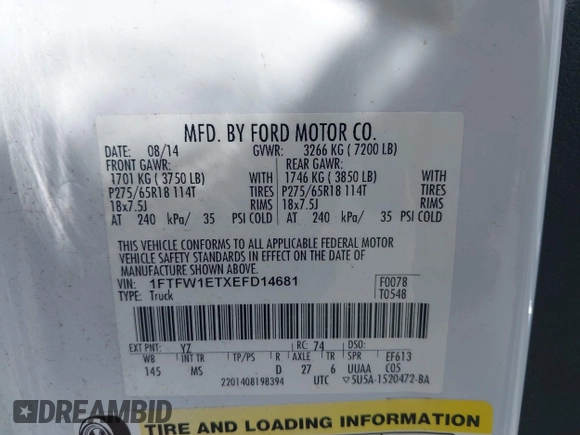 MFD. BY FORD MOTOR CO.
DATE: 08/14 GVWR: 3266 KG ( 7200 LB)
FRONT GAWR: REAR GAWR:
1701 KG ( 3750 LB) WITH 1746 KG ( 3850 LB) WITH
P275/65R18 114T TIRES P275/65R18 114T TIRES
18x7.5J RIMS 18x7.5J RIMS
AT 240 kPa/ 35 PSI COLD AT 240 kPa/ 35 PSI COLD
THIS VEHICLE CONFORMS TO ALL APPLICABLE FEDERAL MOTOR
VEHICLE SAFETY STANDARDS IN EFFECT ON THE DATE OF
MANUFACTURE SHOWN ABOVE.
VIN: 1FTFW1ETXEFD14681 F0078
TYPE: Truck T0548
EXT PNT: YZ RC: 74 DSO:
WB INT TR TP/PS R AXLE TR SPR EF613
145 MS D 27 6 UUAA C05
2201408198394 UTC 5U5A-1520472-BA
TIRE AND LOADING INFORMATION
DREAMBID